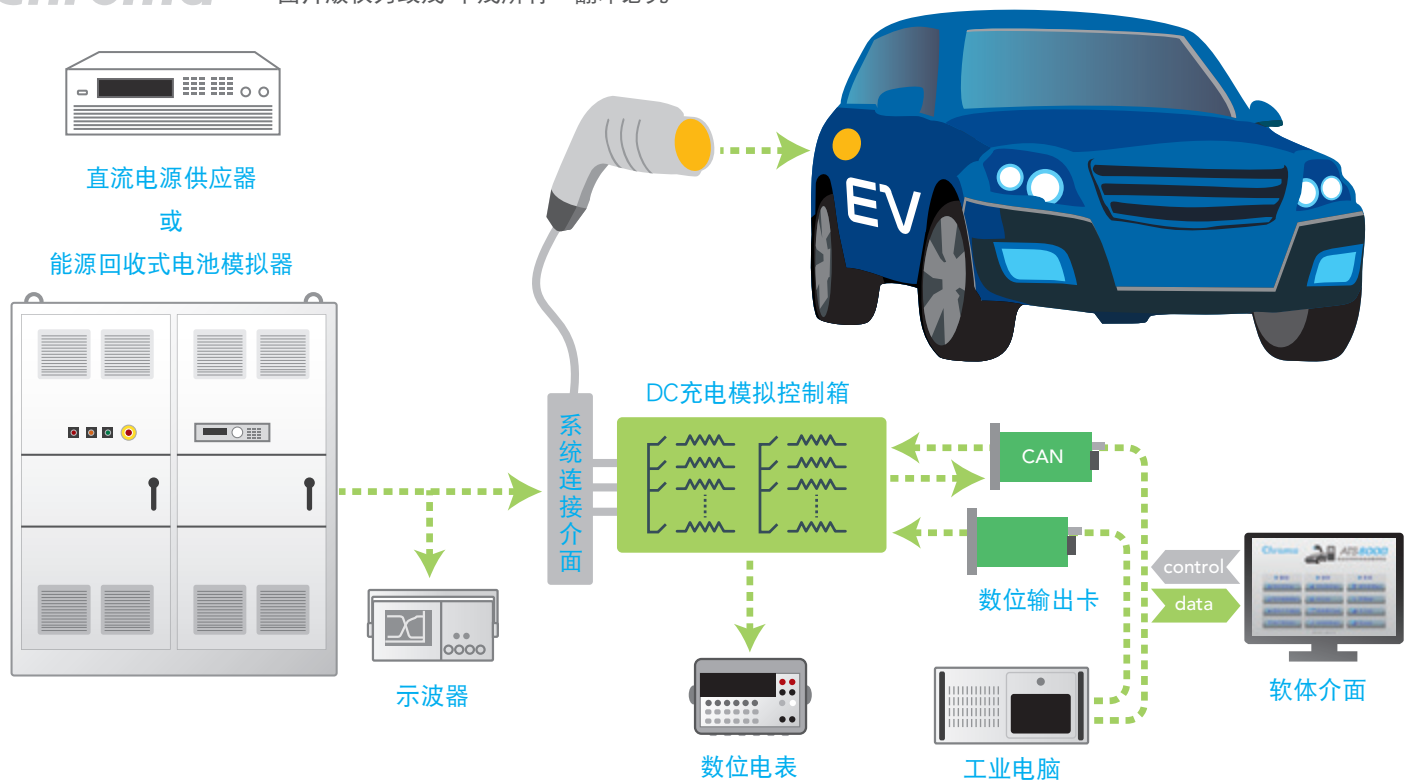 直流电源供应器
或
能源回收式电池模拟器
EV
DC充电模拟控制箱
系统连接介面
CAN
数位输出卡
control
data
Chroma
ATS 8000
示波器
数位电表
工业电脑
软体介面